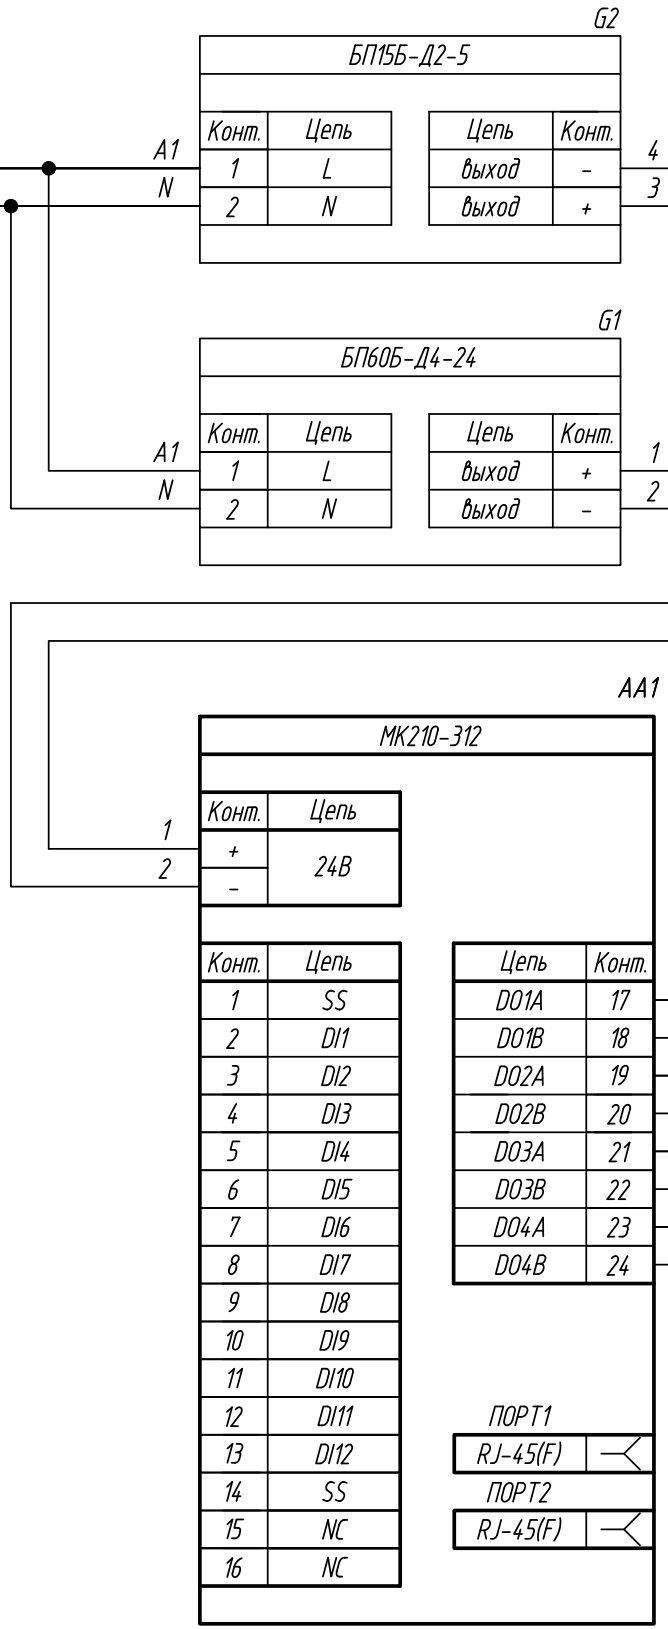 G2
БП15Б-Д2-5
Конт. Цепь Цепь Конт.
A1 1 L выход - 4
N 2 N выход + 3
G1
БП60Б-Д4-24
Конт. Цепь Цепь Конт.
A1 1 L выход + 1
N 2 N выход - 2
AA1
МК210-312
Конт. Цепь
1 + 24В
2 -
Конт. Цепь Цепь Конт.
1 SS DO1A 17
2 DI1 DO1B 18
3 DI2 DO2A 19
4 DI3 DO2B 20
5 DI4 DO3A 21
6 DI5 DO3B 22
7 DI6 DO4A 23
8 DI7 DO4B 24
9 DI8
10 DI9
11 DI10
12 DI11 ПОРТ1
13 DI12 RJ-45(F)
14 SS ПОРТ2
15 NC RJ-45(F)
16 NC